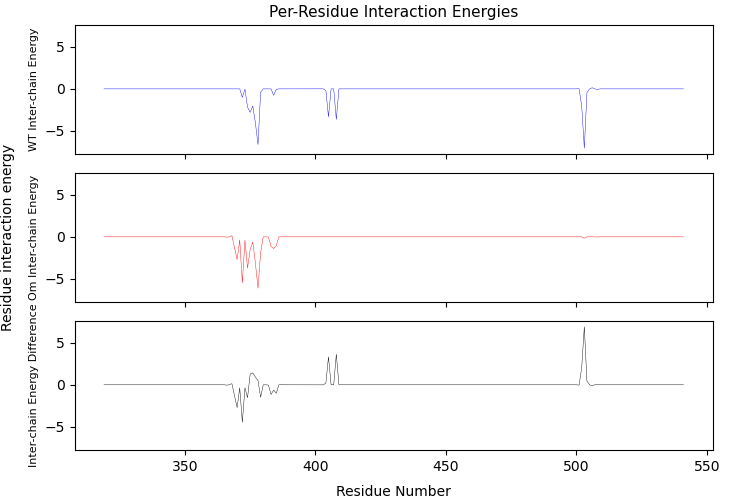 Per-Residue Interaction Energies
Residue interaction energy
WT Inter-chain Energy
5
0
−5
Om Inter-chain Energy
5
0
−5
Inter-chain Energy Difference
5
0
−5
350
400
450
500
550
Residue Number